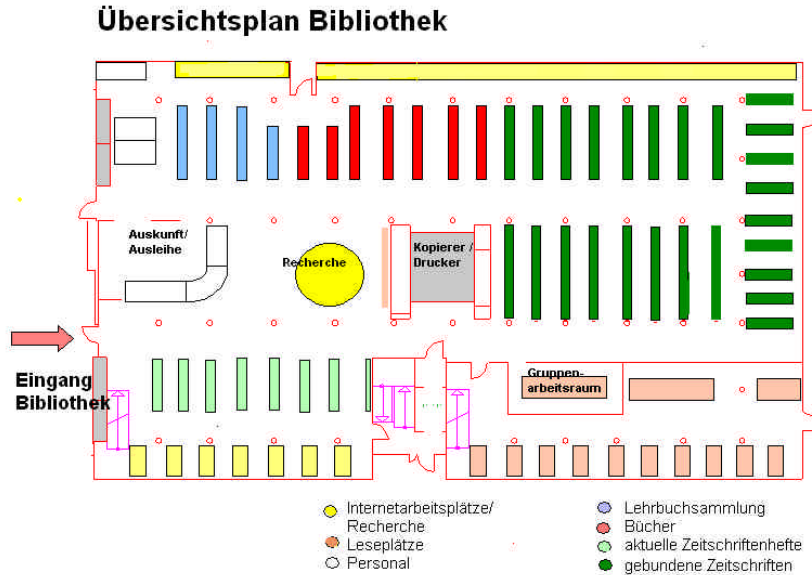 Übersichtsplan Bibliothek
Auskunft/
Ausleihe
Recherche
Kopierer /
Drucker
Eingang
Bibliothek
Gruppen-
arbeitsraum
Internetarbeitsplätze/
Recherche
Leseplätze
Personal
Lehrbuchsammlung
Bücher
aktuelle Zeitschriftenhefte
gebundene Zeitschriften